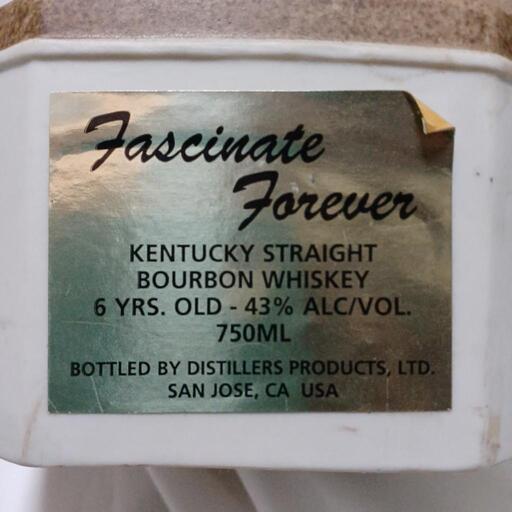 Fascinate
Forever
KENTUCKY STRAIGHT
BOURBON WHISKEY
6 YRS. OLD - 43% ALC/VOL.
750ML
BOTTLED BY DISTILLERS PRODUCTS, LTD.
SAN JOSE, CA USA